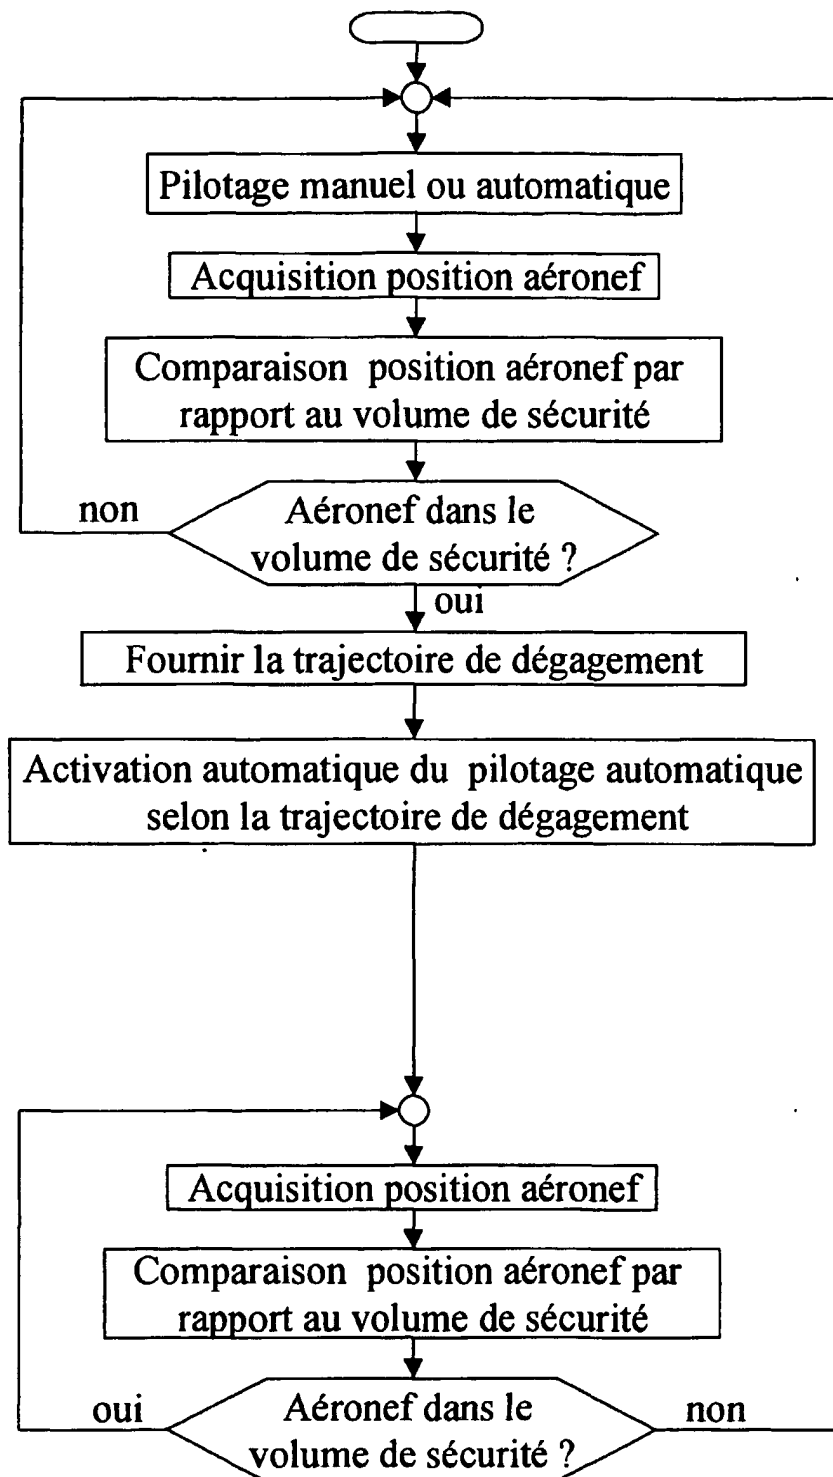 Pilotage manuel ou automatique
Acquisition position aéronef
Comparaison position aéronef par
rapport au volume de sécurité
non
Aéronef dans le
volume de sécurité ?
oui
Fournir la trajectoire de dégagement
Activation automatique du pilotage automatique
selon la trajectoire de dégagement
Acquisition position aéronef
Comparaison position aéronef par
rapport au volume de sécurité
oui
Aéronef dans le
non
volume de sécurité ?